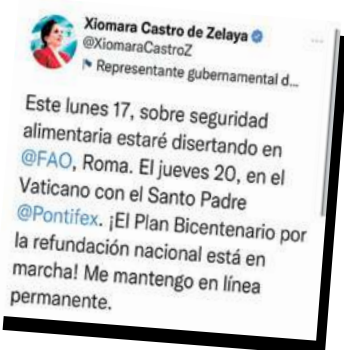 Xiomara Castro de Zelaya
@XiomaraCastroZ
Representante gubernamental d...
Este lunes 17, sobre seguridad
alimentaria estaré disertando en
@FAO, Roma. El jueves 20, en el
Vaticano con el Santo Padre
@Pontifex. ¡El Plan Bicentenario por
la refundación nacional está en
marcha! Me mantengo en línea
permanente.